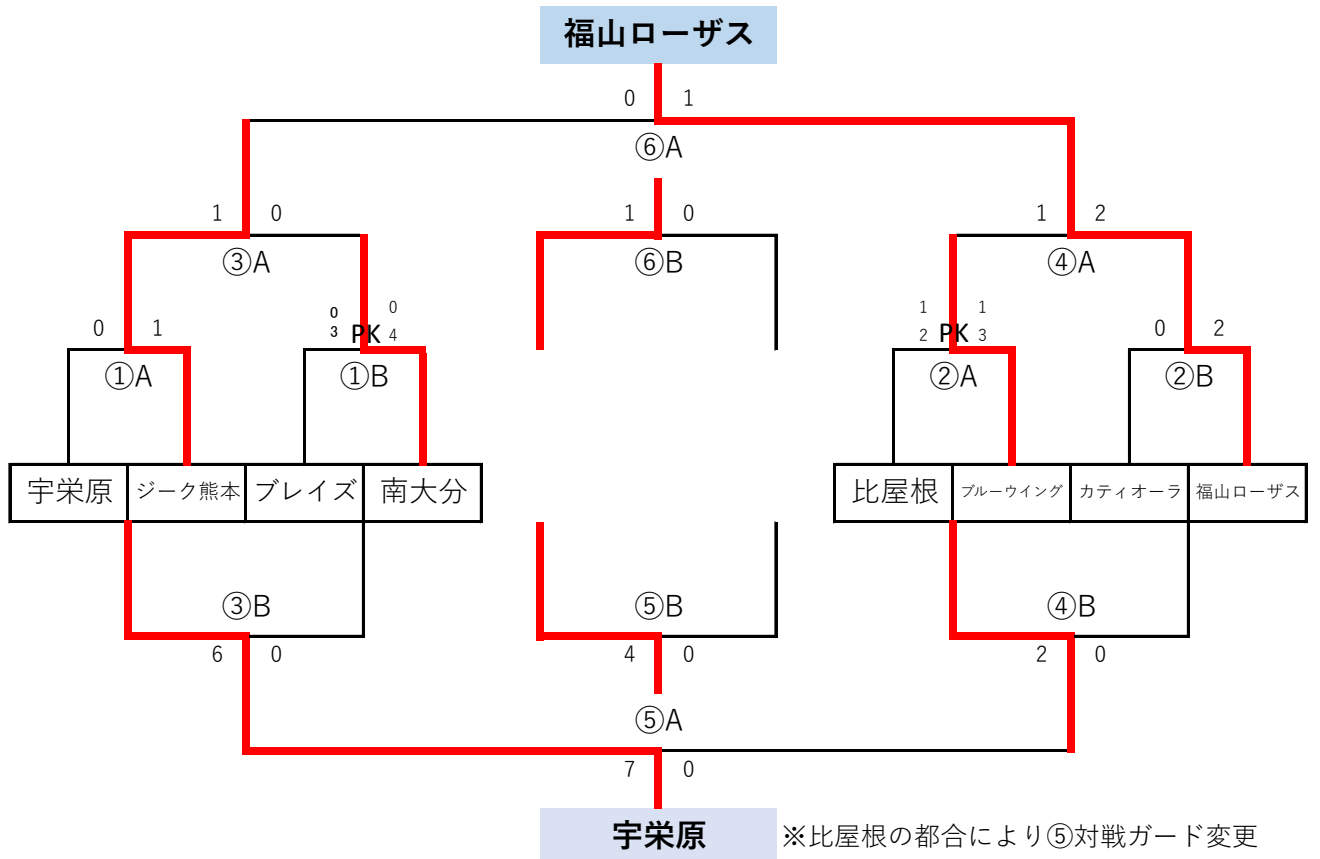 福山ローザス
0 1
⑥A
1 0
1 0
1 2
③A
⑥B
④A
0 1
0 0
3 PK 4
1 1
2 PK 3
0 2
①A
①B
②A
②B
宇栄原 ジーク熊本 ブレイズ 南大分
比屋根 ブルーウイング カティオーラ 福山ローザス
③B
⑤B
④B
6 0
4 0
2 0
⑤A
7 0
宇栄原
※比屋根の都合により⑤対戦ガード変更